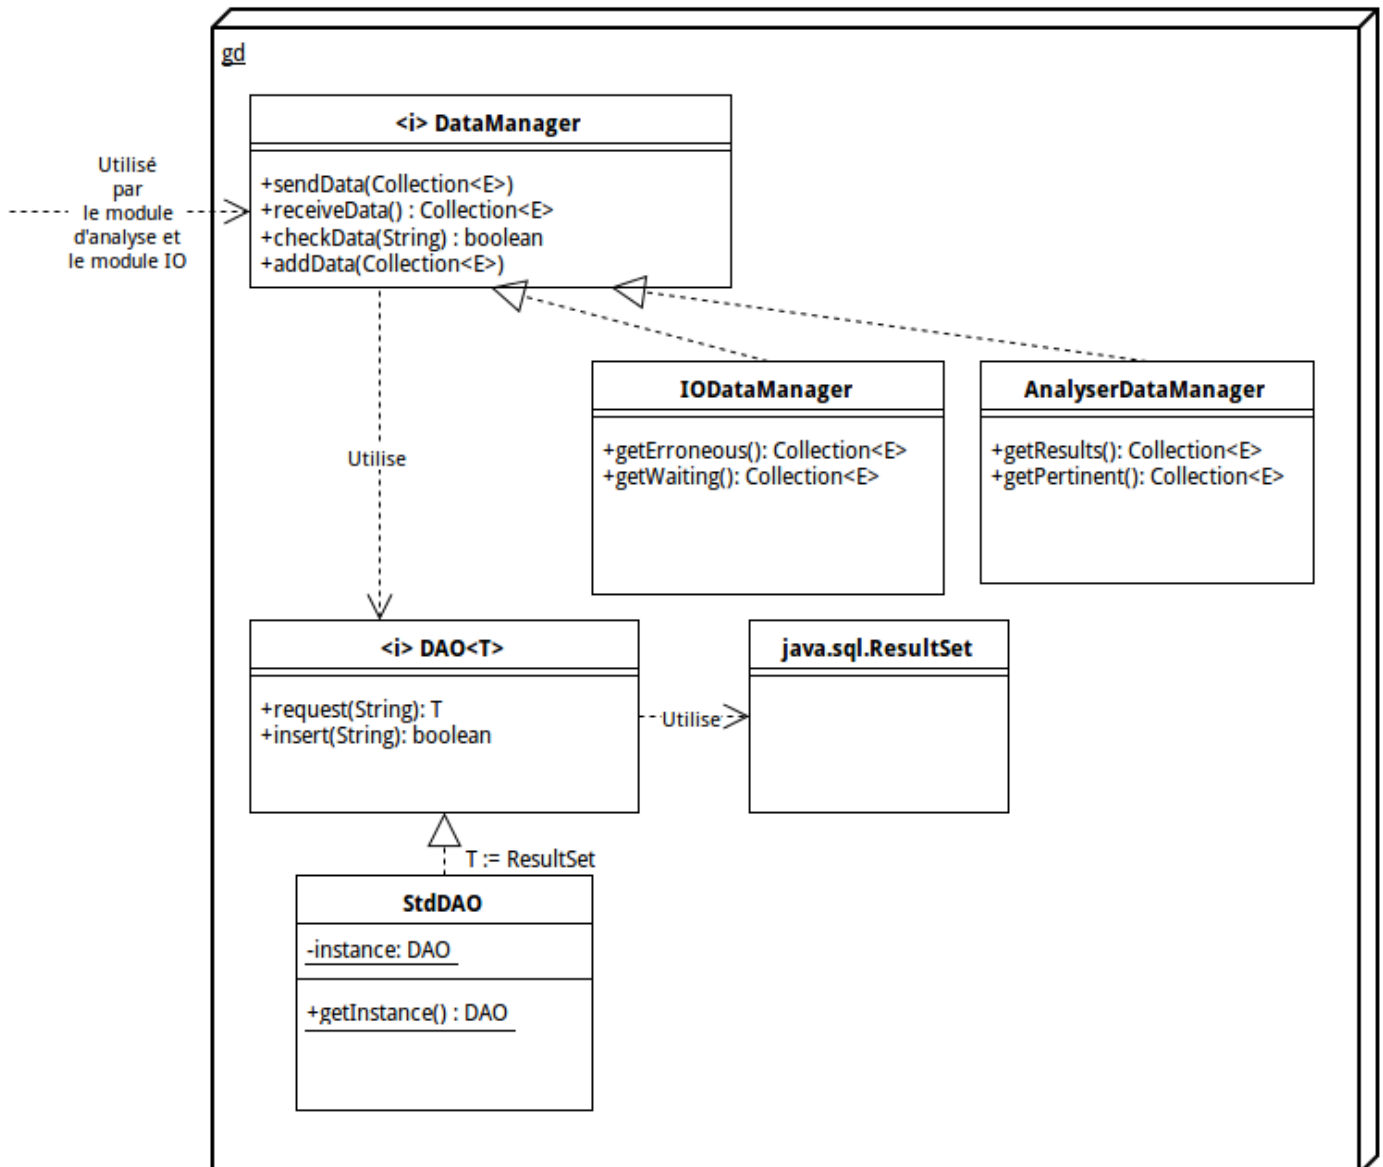 gd
<i> DataManager
+sendData(Collection<E>)
+receiveData() : Collection<E>
+checkData(String) : boolean
+addData(Collection<E>)
Utilisé
par
le module
d'analyse et
le module IO
IODataManager
+getErroneous(): Collection<E>
+getWaiting(): Collection<E>
AnalyserDataManager
+getResults(): Collection<E>
+getPertinent(): Collection<E>
Utilise
<i> DAO<T>
+request(String): T
+insert(String): boolean
Utilise
java.sql.ResultSet
T := ResultSet
StdDAO
-instance: DAO
+getInstance() : DAO